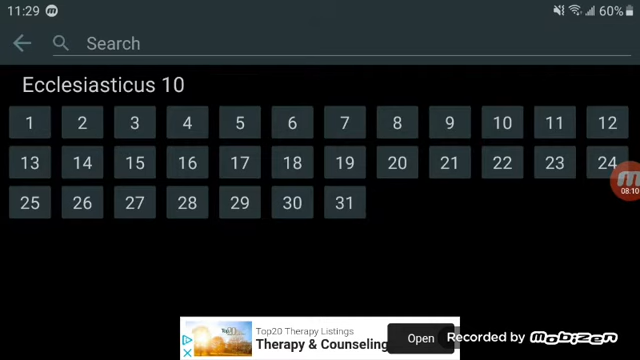 11:29 60%
Search
Ecclesiasticus 10
1 2 3 4 5 6 7 8 9 10 11 12
13 14 15 16 17 18 19 20 21 22 23 24
25 26 27 28 29 30 31
08:10
Top20 Therapy Listings
Therapy & Counseling
Open
Recorded by Mobizen